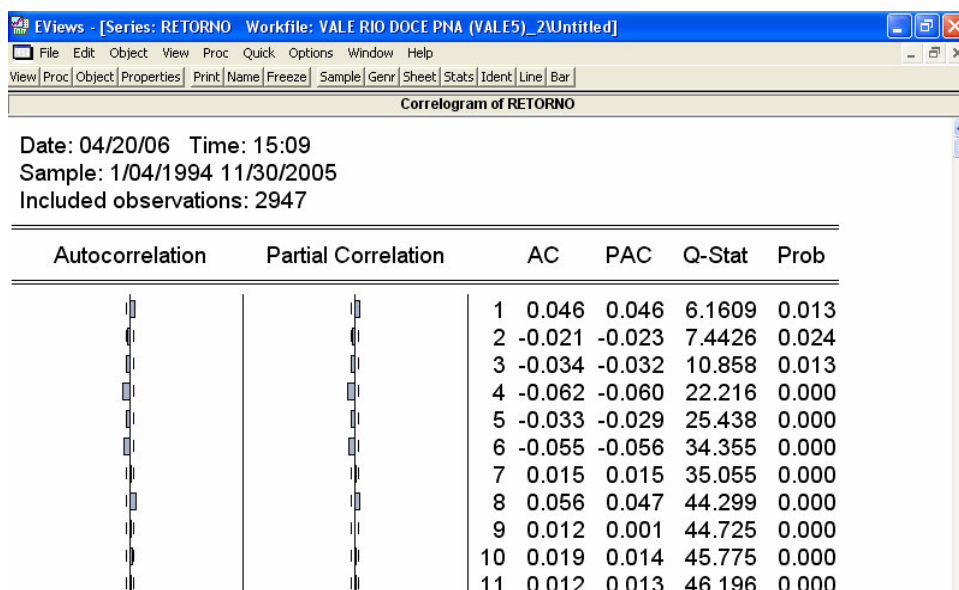 EViews - [Series: RETORNO Workfile: VALE RIO DOCE PNA (VALE5)_2\Untitled]
File Edit Object View Proc Quick Options Window Help
View Proc Object Properties Print Name Freeze Sample Genr Sheet Stats Ident Line Bar
Correlogram of RETORNO
Date: 04/20/06 Time: 15:09
Sample: 1/04/1994 11/30/2005
Included observations: 2947
Autocorrelation Partial Correlation AC PAC Q-Stat Prob
1 0.046 0.046 6.1609 0.013
2 -0.021 -0.023 7.4426 0.024
3 -0.034 -0.032 10.858 0.013
4 -0.062 -0.060 22.216 0.000
5 -0.033 -0.029 25.438 0.000
6 -0.055 -0.056 34.355 0.000
7 0.015 0.015 35.055 0.000
8 0.056 0.047 44.299 0.000
9 0.012 0.001 44.725 0.000
10 0.019 0.014 45.775 0.000
11 0.012 0.013 46.196 0.000